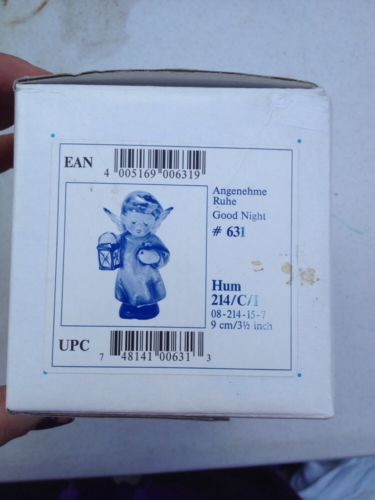 EAN
4 005169 006319
Angenehme
Ruhe
Good Night
# 631
Hum
214/C/I
08-214-15-7
9 cm/3½ inch
UPC
7 48141 00631 3